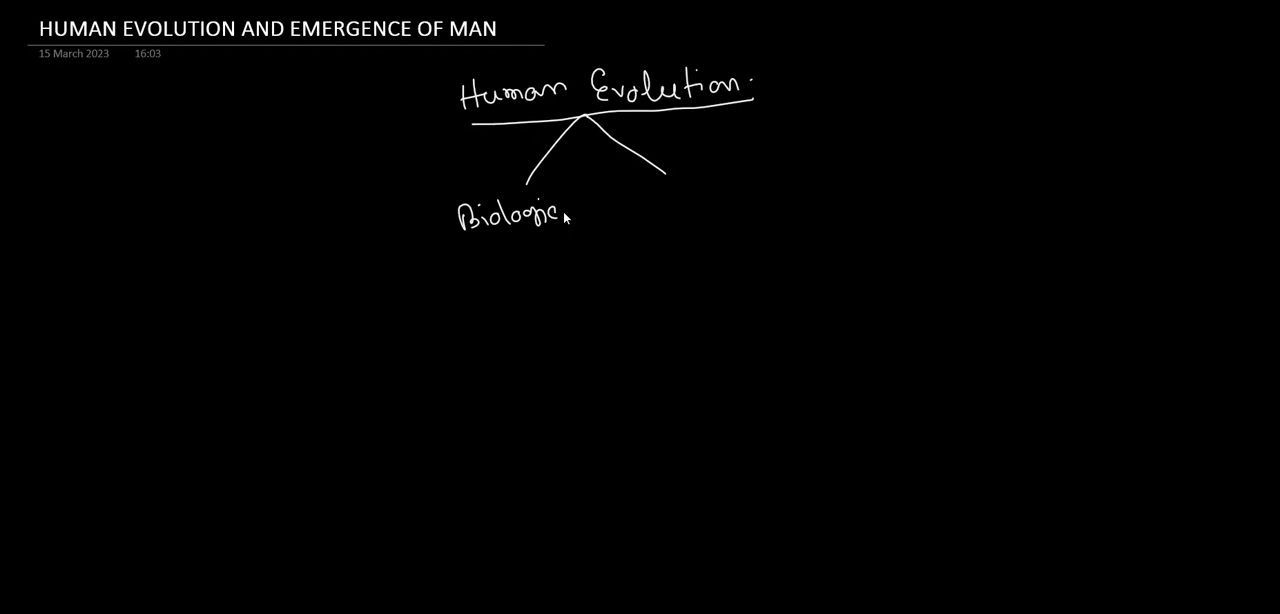 HUMAN EVOLUTION AND EMERGENCE OF MAN
15 March 2023 16:03
Human Evolution.
Biologic